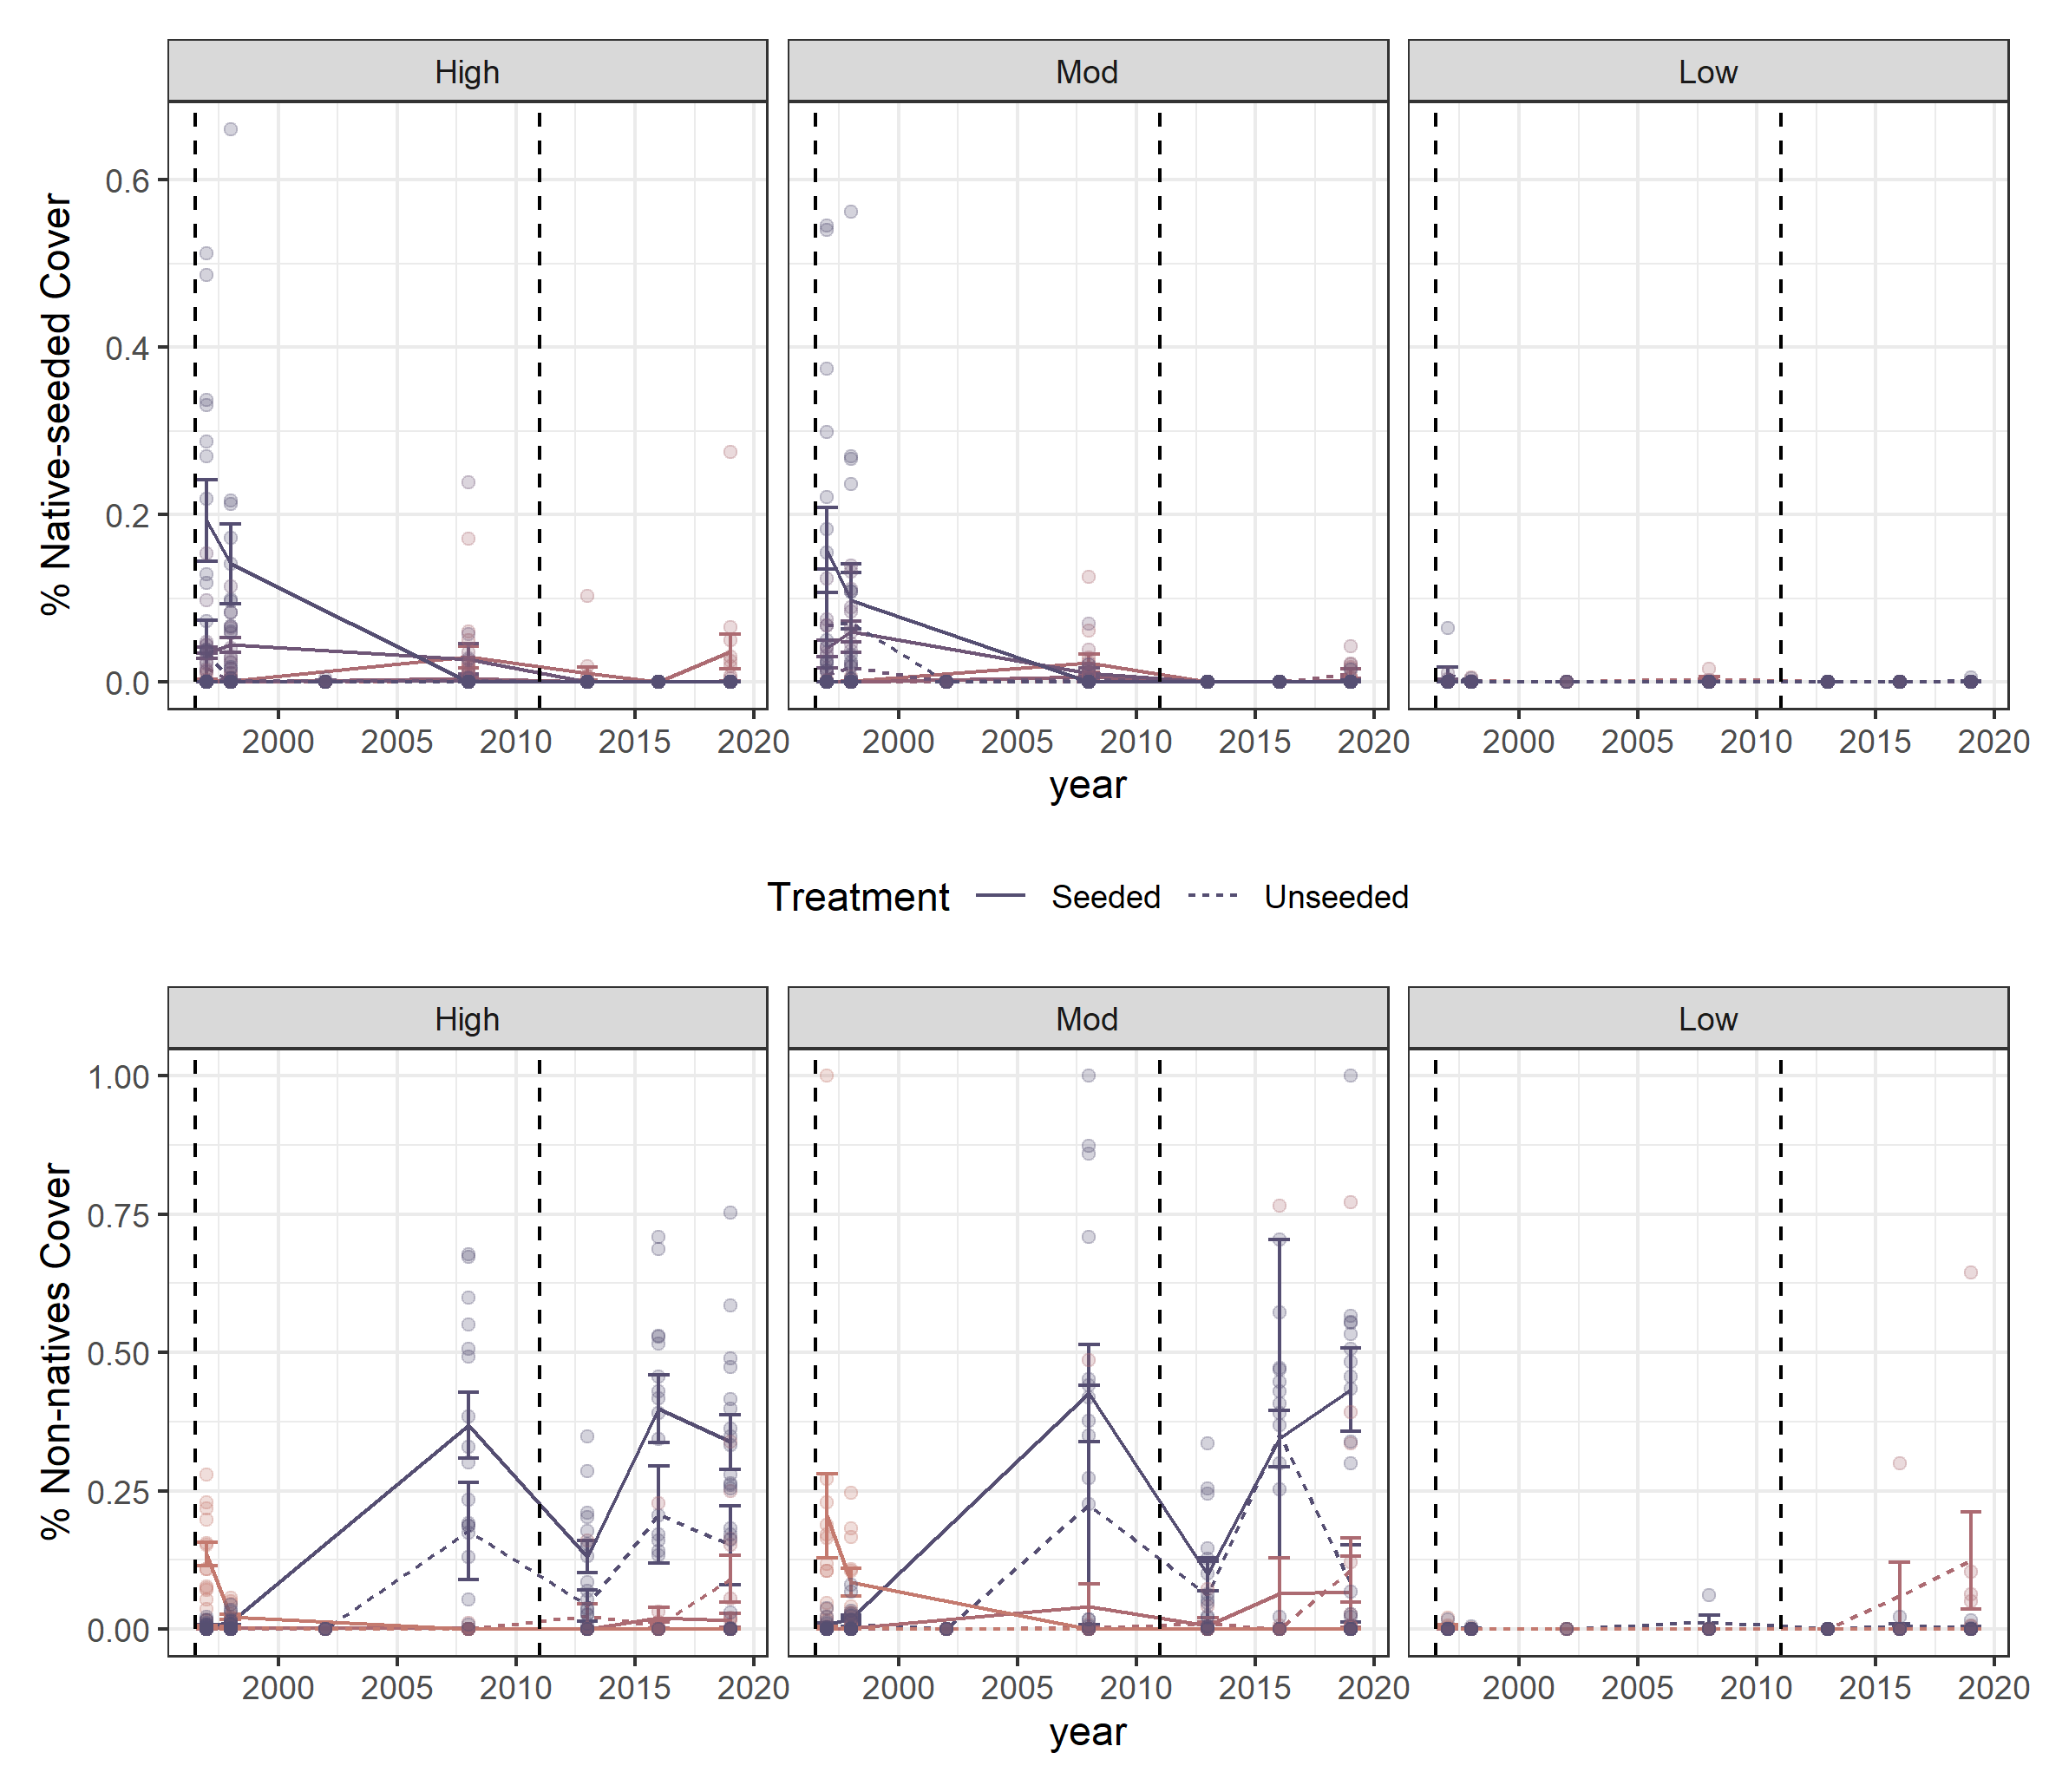 High Mod Low
% Native-seeded Cover
0.6
0.4
0.2
0.0
2000 2005 2010 2015 2020 2000 2005 2010 2015 2020 2000 2005 2010 2015 2020
year
Treatment Seeded Unseeded
High Mod Low
% Non-natives Cover
1.00
0.75
0.50
0.25
0.00
2000 2005 2010 2015 2020 2000 2005 2010 2015 2020 2000 2005 2010 2015 2020
year